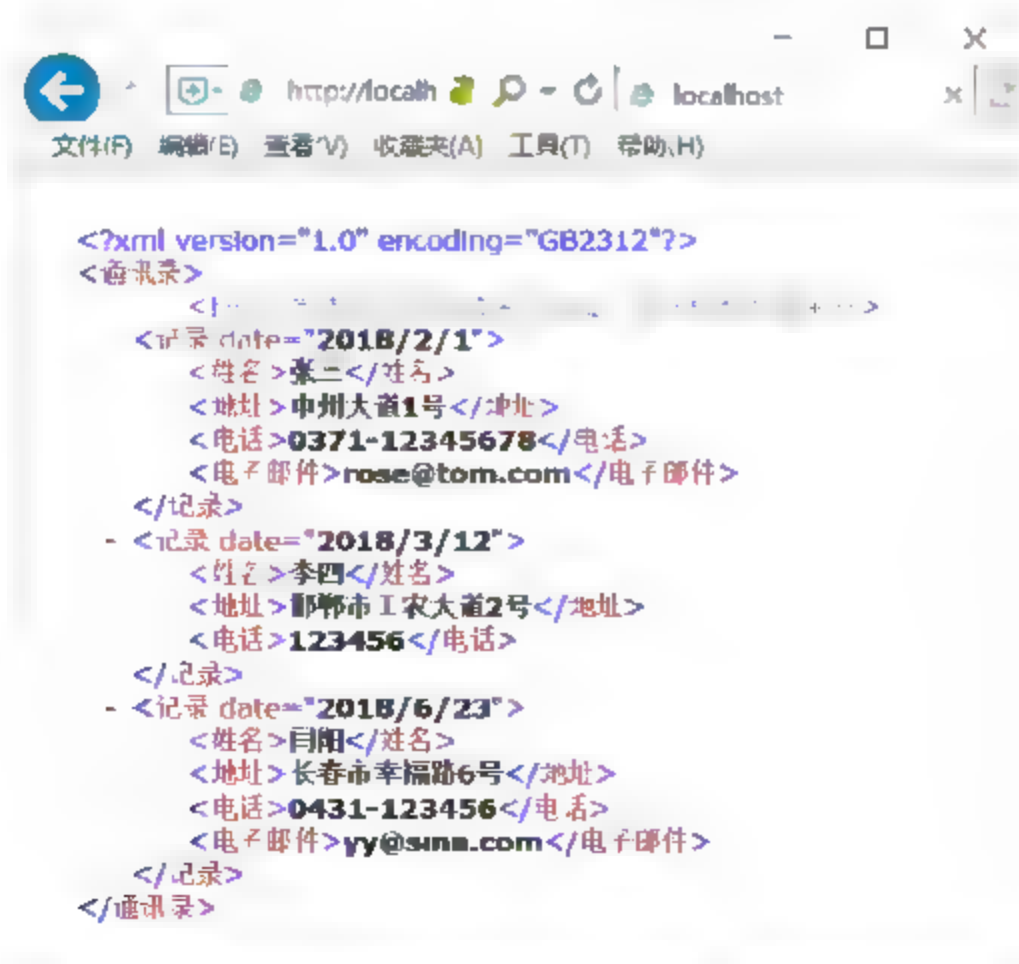 http://localh localhost
文件(F) 编辑(E) 查看(V) 收藏夹(A) 工具(T) 帮助(H)
<?xml version="1.0" encoding="GB2312"?>
<通讯录>
<记录 date="2018/2/1">
<姓名>张三</姓名>
<地址>中州大道1号</地址>
<电话>0371-12345678</电话>
<电子邮件>rose@tom.com</电子邮件>
</记录>
- <记录 date="2018/3/12">
<姓名>李四</姓名>
<地址>邯郸市工农大道2号</地址>
<电话>123456</电话>
</记录>
- <记录 date="2018/6/23">
<姓名></姓名>
<地址>长春市幸福路6号</地址>
<电话>0431-123456</电话>
<电子邮件>yy@sina.com</电子邮件>
</记录>
</通讯录>